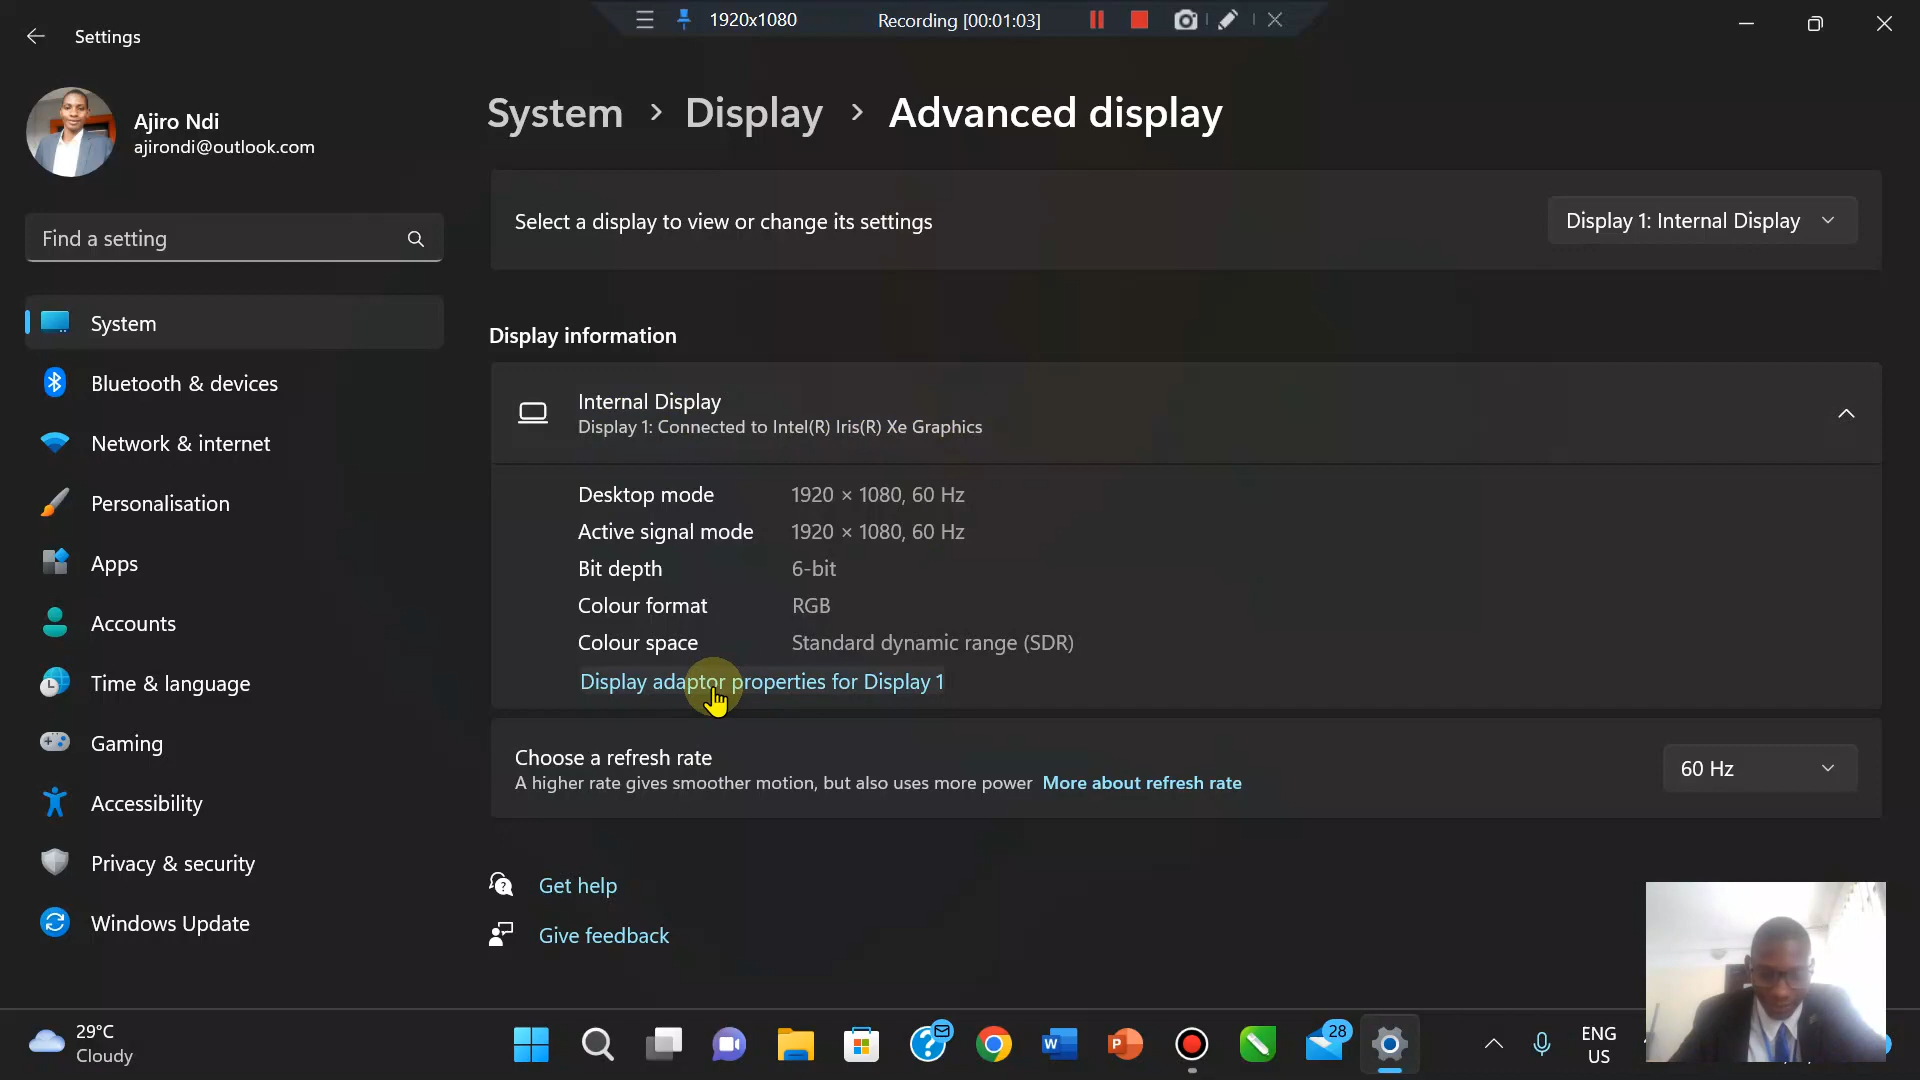 1920x1080
Recording [00:01:03]
Settings
Ajiro Ndi
ajirondi@outlook.com
Find a setting
System
Bluetooth & devices
Network & internet
Personalisation
Apps
Accounts
Time & language
Gaming
Accessibility
Privacy & security
Windows Update
System > Display > Advanced display
Select a display to view or change its settings
Display 1: Internal Display
Display information
Internal Display
Display 1: Connected to Intel(R) Iris(R) Xe Graphics
Desktop mode 1920 × 1080, 60 Hz
Active signal mode 1920 × 1080, 60 Hz
Bit depth 6-bit
Colour format RGB
Colour space Standard dynamic range (SDR)
Display adaptor properties for Display 1
Choose a refresh rate
A higher rate gives smoother motion, but also uses more power More about refresh rate
60 Hz
Get help
Give feedback
29°C
Cloudy
W
P
28
ENG
US